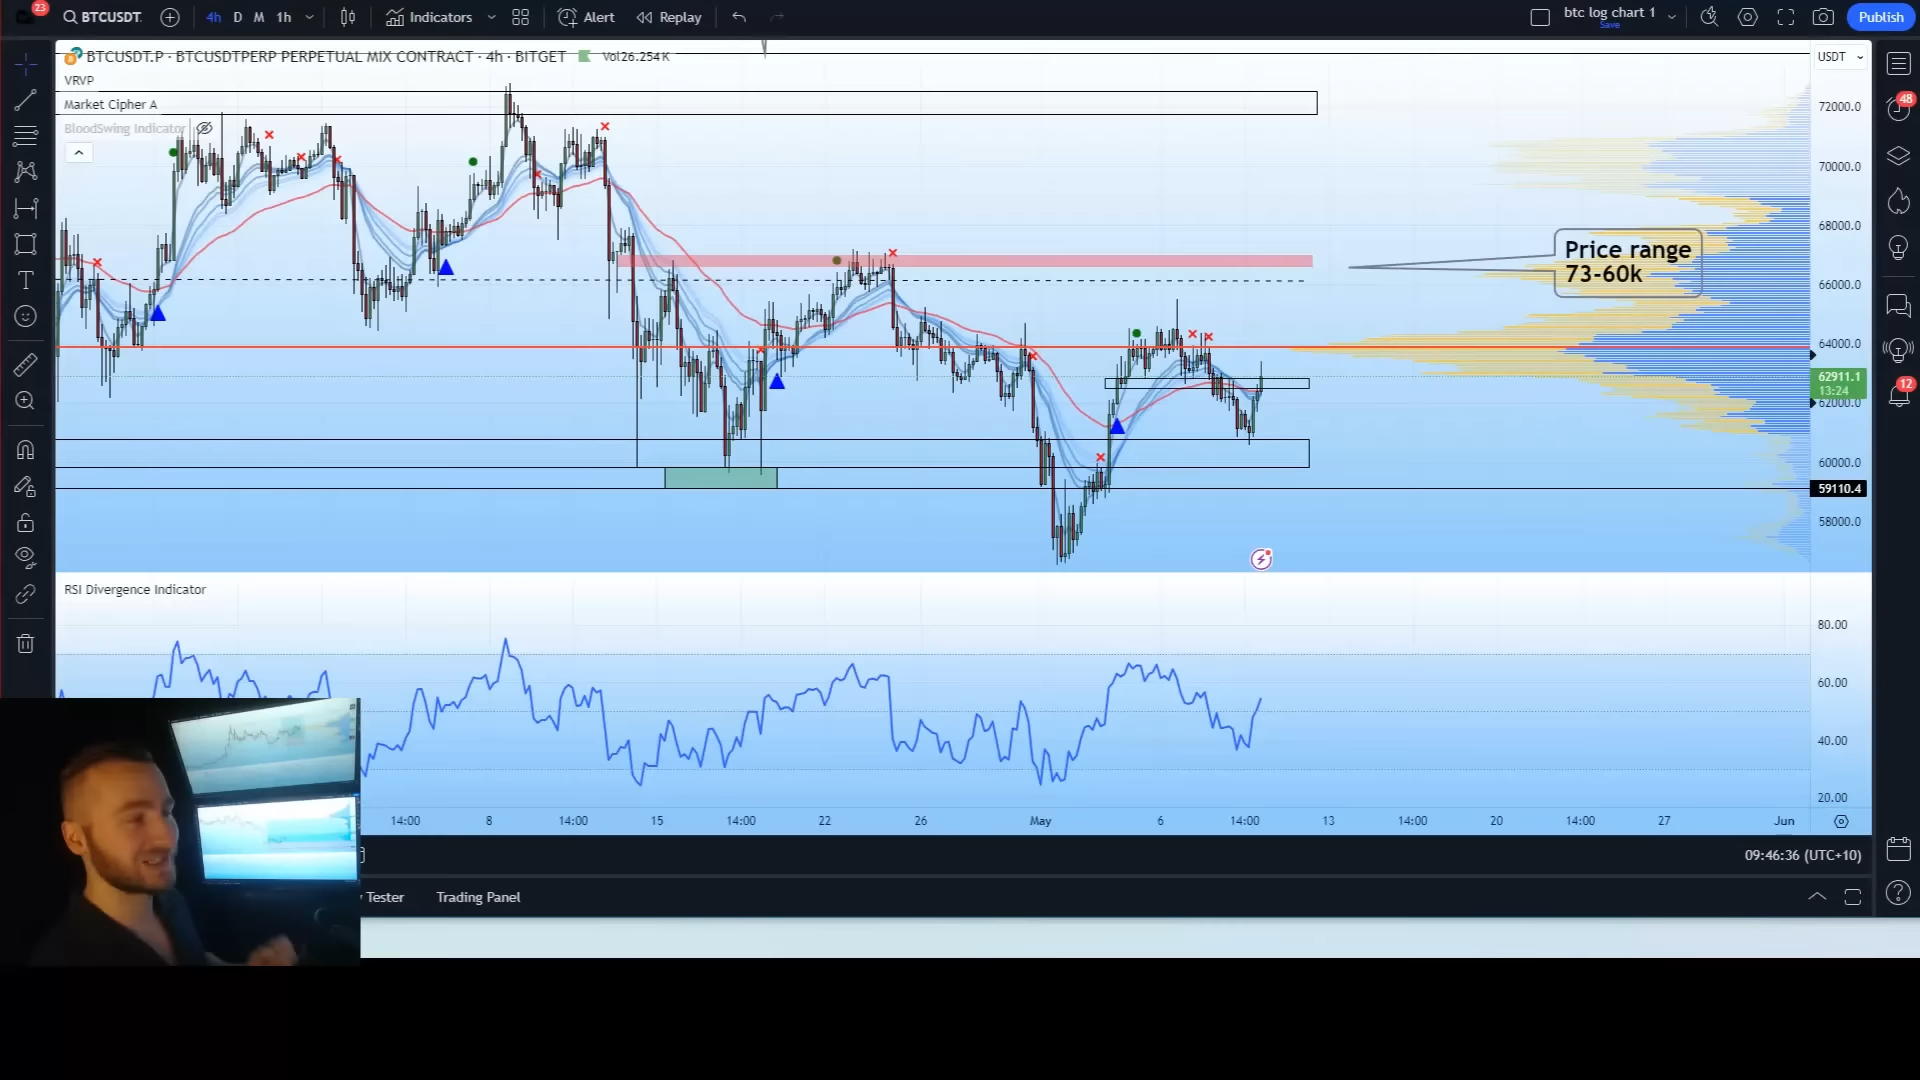 23
BTCUSDT.
4h D M 1h
Indicators
Alert
Replay
btc log chart 1
Save
Publish
BTCUSDT.P · BTCUSDTPERP PERPETUAL MIX CONTRACT · 4h · BITGET
Vol26.254K
USDT
VRVP
Market Cipher A
BloodSwing Indicator
72000.0
48
70000.0
68000.0
Price range
73-60k
66000.0
64000.0
62911.1
13:24
62000.0
12
60000.0
59110.4
58000.0
RSI Divergence Indicator
80.00
60.00
40.00
20.00
14:00 8 14:00 15 14:00 22 26 May 6 14:00 13 14:00 20 14:00 27 Jun
09:46:36 (UTC+10)
Tester
Trading Panel